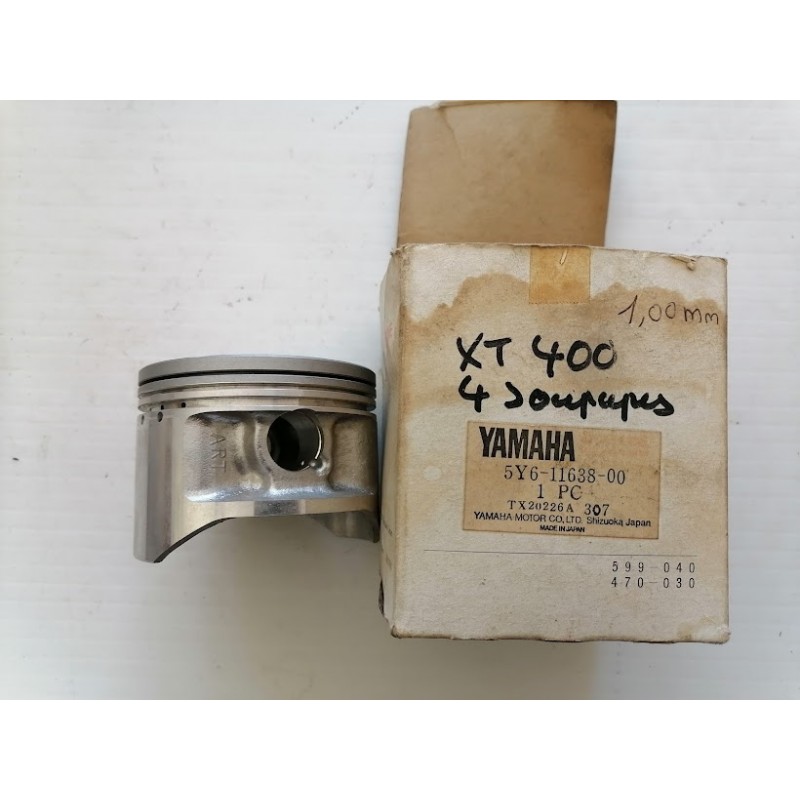 1,00mm
XT 400
4 Soupapes
YAMAHA
5Y6-11638-00
1 PC
TX20226A 307
YAMAHA MOTOR CO., LTD. Shizuoka, Japan
MADE IN JAPAN
599-040
470-030
ART